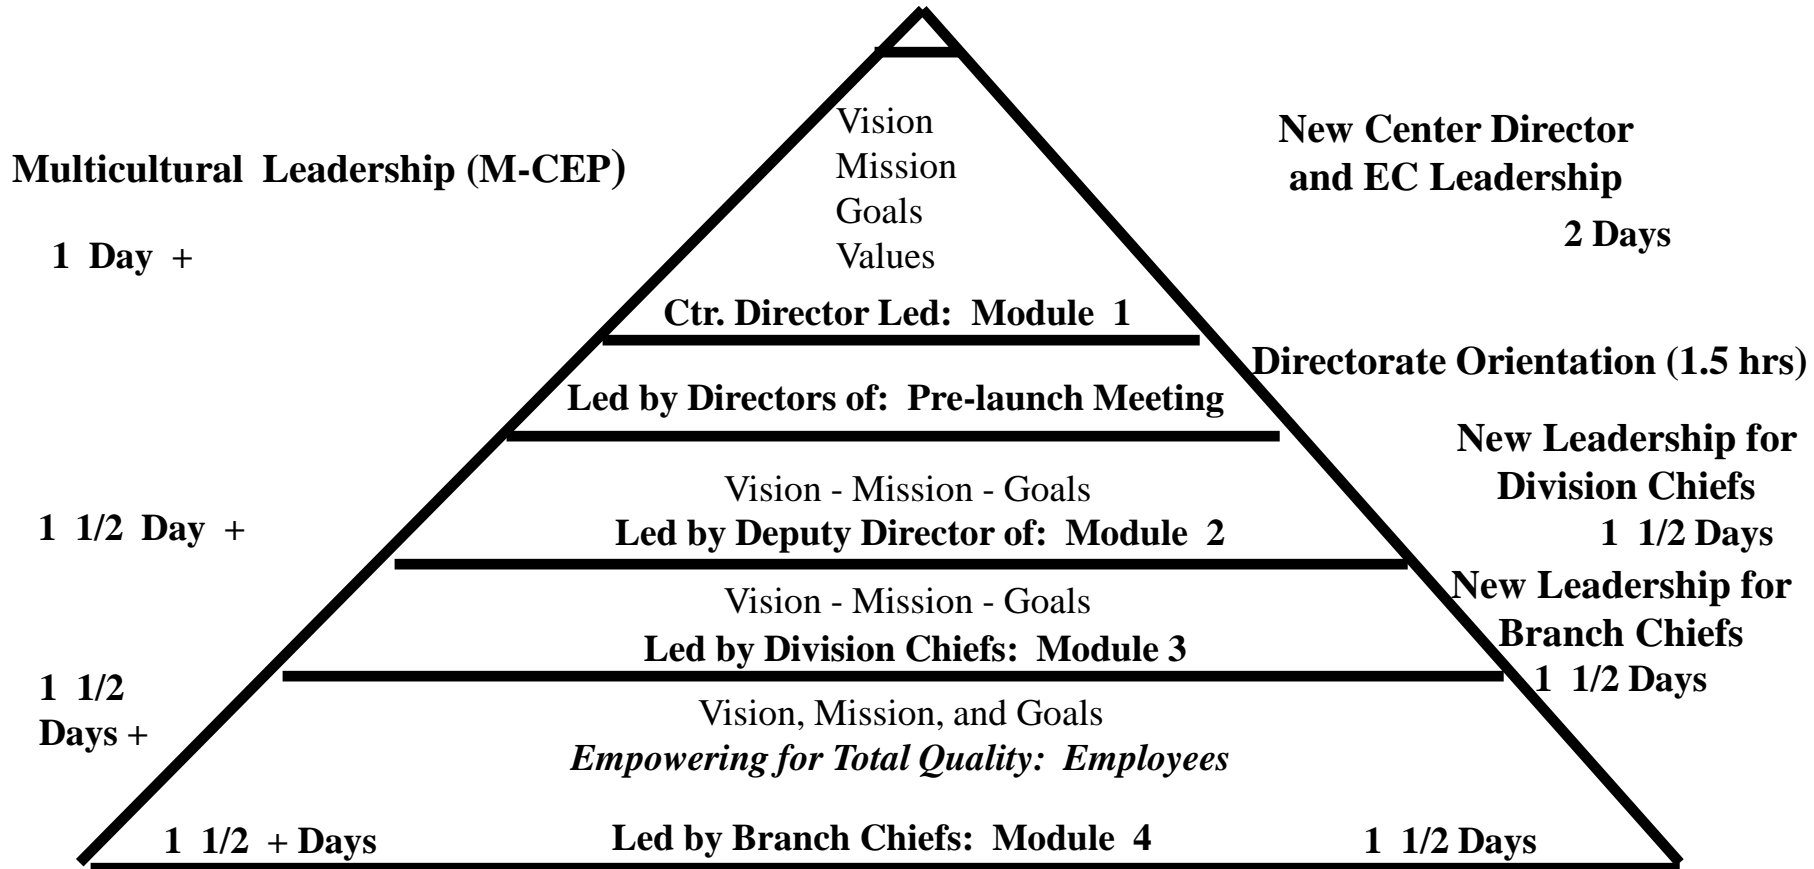 Vision
Mission
Goals
Values
Multicultural Leadership (M-CEP)
1 Day +
New Center Director
and EC Leadership
2 Days
Ctr. Director Led: Module 1
Directorate Orientation (1.5 hrs)
Led by Directors of: Pre-launch Meeting
New Leadership for
Division Chiefs
1 1/2 Days
Vision - Mission - Goals
1 1/2 Day +
Led by Deputy Director of: Module 2
New Leadership for
Branch Chiefs
1 1/2 Days
Vision - Mission - Goals
Led by Division Chiefs: Module 3
1 1/2
Days +
Vision, Mission, and Goals
Empowering for Total Quality: Employees
1 1/2 + Days
Led by Branch Chiefs: Module 4
1 1/2 Days